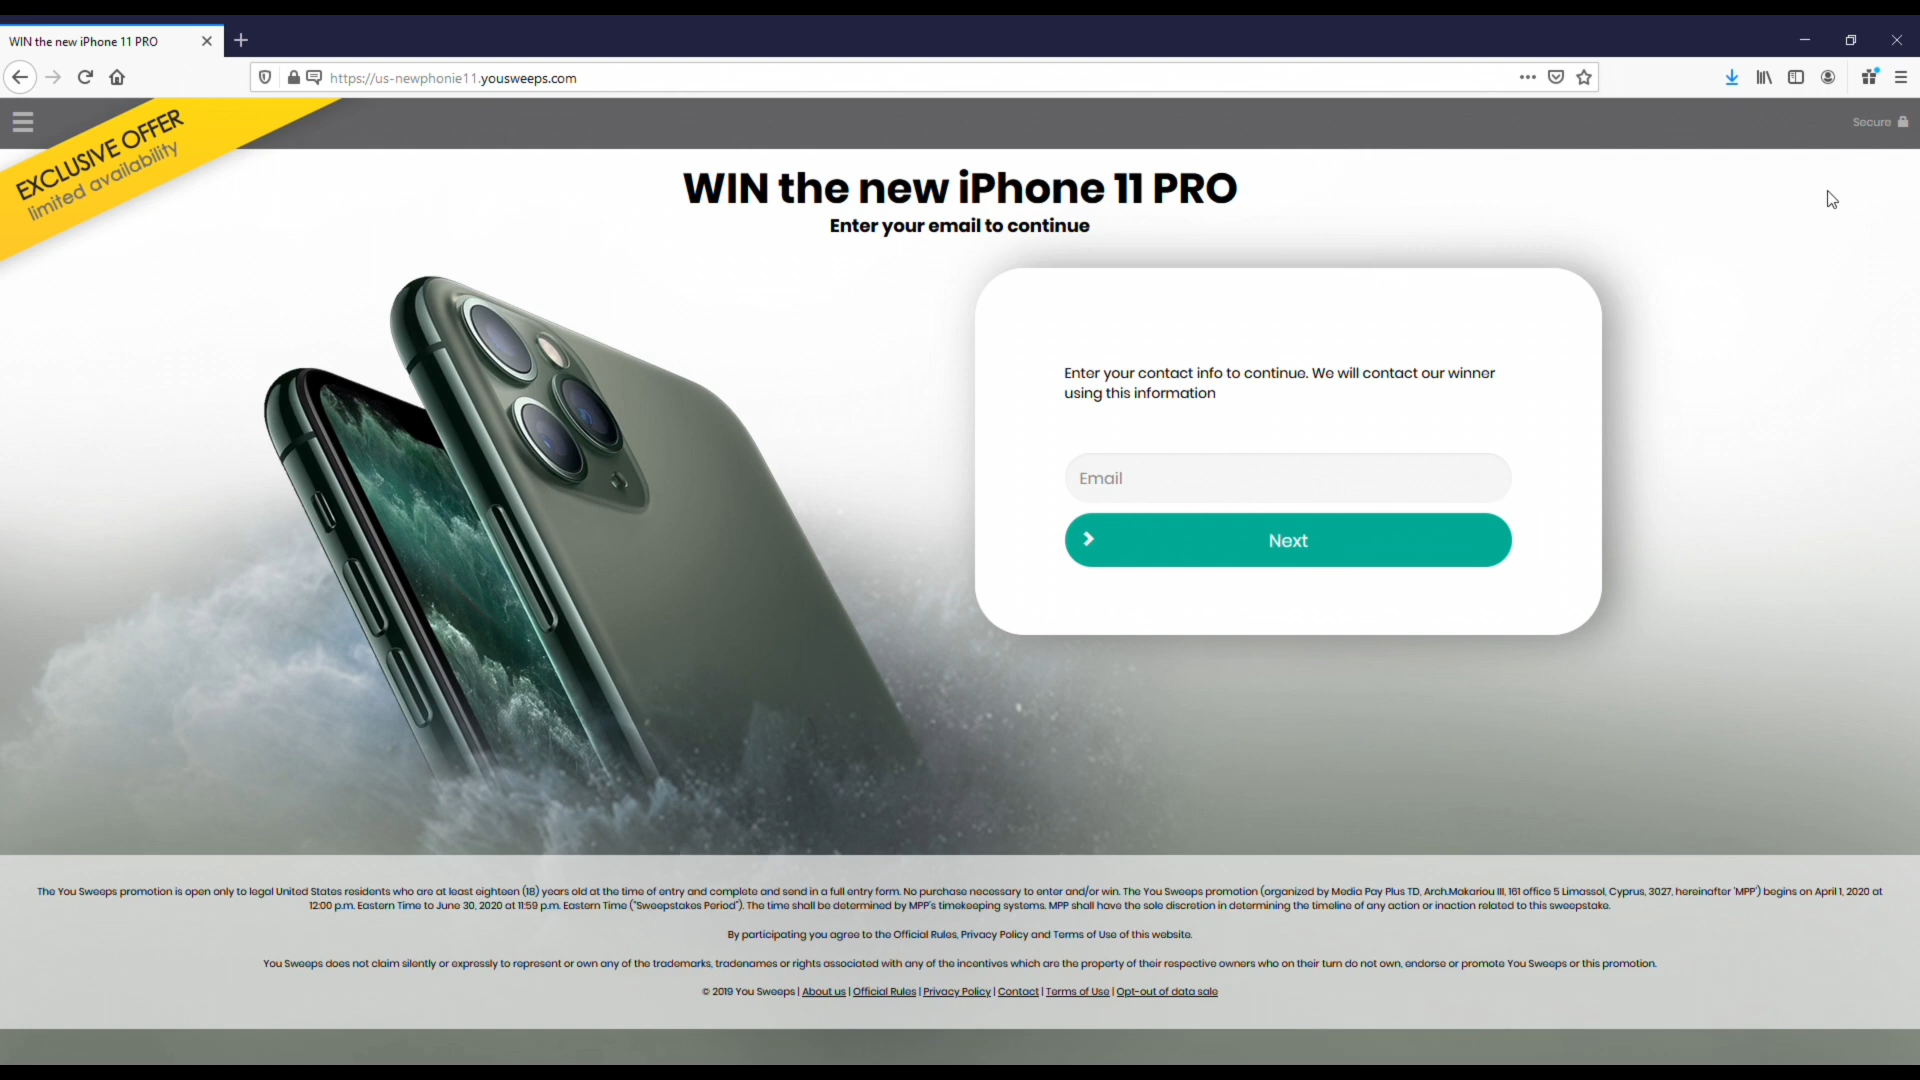 WIN the new iPhone 11 PRO
https://us-newphonie11.yousweeps.com
EXCLUSIVE OFFER
limited availability
Secure
WIN the new iPhone 11 PRO
Enter your email to continue
Enter your contact info to continue. We will contact our winner
using this information
Email
Next
The You Sweeps promotion is open only to legal United States residents who are at least eighteen (18) years old at the time of entry and complete and send in a full entry form. No purchase necessary to enter and/or win. The You Sweeps promotion (organized by Media Pay Plus TD, Arch.Makariou III, 161 office 5 Limassol, Cyprus, 3027, hereinafter 'MPP') begins on April 1, 2020 at
12:00 p.m. Eastern Time to June 30, 2020 at 11:59 p.m. Eastern Time ("Sweepstakes Period"). The time shall be determined by MPP's timekeeping systems. MPP shall have the sole discretion in determining the timeline of any action or inaction related to this sweepstake.
By participating you agree to the Official Rules, Privacy Policy and Terms of Use of this website.
You Sweeps does not claim silently or expressly to represent or own any of the trademarks, tradenames or rights associated with any of the incentives which are the property of their respective owners who on their turn do not own, endorse or promote You Sweeps or this promotion.
© 2019 You Sweeps | About us | Official Rules | Privacy Policy | Contact | Terms of Use | Opt-out of data sale